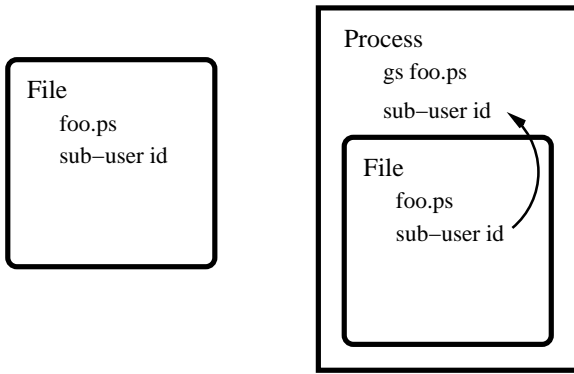 File
foo.ps
sub−user id
Process
gs foo.ps
sub−user id
File
foo.ps
sub−user id